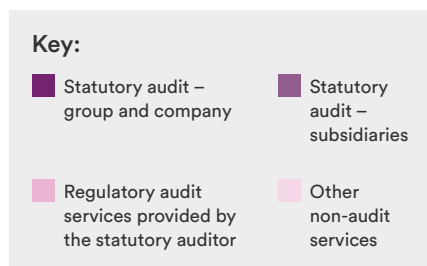 Key:
Statutory audit –
group and company
Statutory
audit –
subsidiaries
Regulatory audit
services provided by
the statutory auditor
Other
non-audit
services